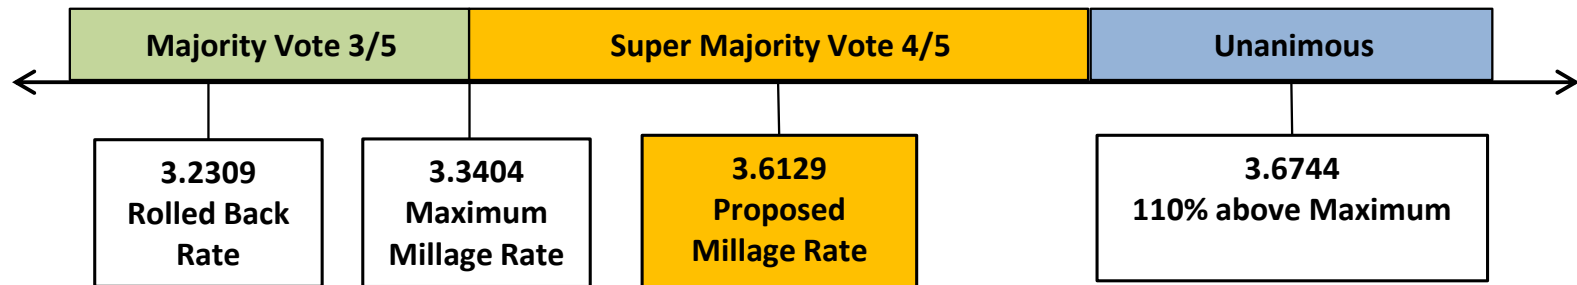 Majority Vote 3/5
Super Majority Vote 4/5
Unanimous
3.2309
Rolled Back
Rate
3.3404
Maximum
Millage Rate
3.6129
Proposed
Millage Rate
3.6744
110% above Maximum